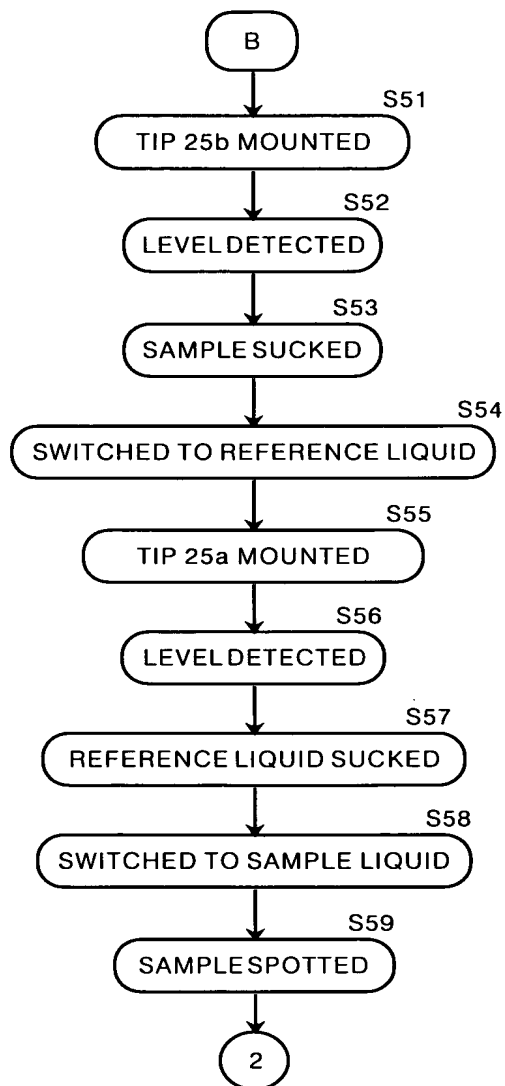 B
S51
TIP 25b MOUNTED
S52
LEVEL DETECTED
S53
SAMPLE SUCKED
S54
SWITCHED TO REFERENCE LIQUID
S55
TIP 25a MOUNTED
S56
LEVEL DETECTED
S57
REFERENCE LIQUID SUCKED
S58
SWITCHED TO SAMPLE LIQUID
S59
SAMPLE SPOTTED
2